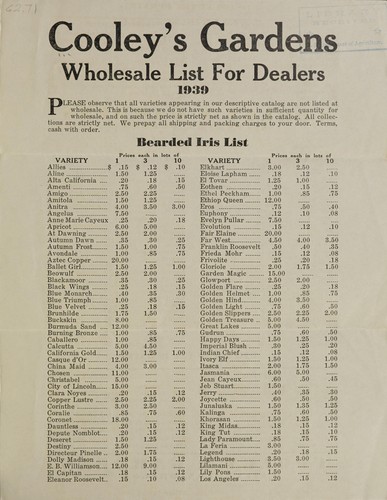 Cooley's Gardens
Wholesale List For Dealers
1939
PLEASE observe that all varieties appearing in our descriptive catalog are not listed at
wholesale. This is because we do not have such varieties in sufficient quantity for
wholesale, and on such the price is strictly net as shown in the catalog. All collec-
tions are strictly net. We prepay all shipping and packing charges to your door. Terms,
cash with order.
Bearded Iris List
Prices each in lots of
VARIETY 1 3 10
Allies $ .15 $ .12 $ .10
Aline 1.50 1.25
Alta California .20 .18 .15
Amenti .75 .60 .50
Amigo 2.50 2.25
Amitola 1.50 1.25
Anitra 4.00 3.50 3.00
Angelus 7.50
Anne Marie Cayeux .25 .20 .18
Apricot 6.00 5.00
At Dawning 2.50 2.00
Autumn Dawn .35 .30 .25
Autumn Frost 1.50 1.00 .75
Avondale 1.00 .85 .75
Aztec Copper 20.00
Ballet Girl 1.50 1.25 1.00
Beowulf 2.50 2.00
Blackamoor .35 .30 .25
Black Wings .25 .18 .15
Blue Monarch .40 .35 .30
Blue Triumph 1.00 .85
Blue Velvet .25 .18 .15
Brunhilde 1.75 1.50
Buckskin 8.00
Burmuda Sand 12.00
Burning Bronze 1.00 .85 .75
Caballero 1.00 .85
Calcutta 5.00 4.50
California Gold 1.50 1.25 1.00
Casque d'Or 12.00
China Maid 4.00 3.00
Chosen 11.00
Christabel 5.00
City of Lincoln 15.00
Clara Noyes .20 .15 .12
Copper Lustre 2.50 2.25 2.00
Corinthe 3.00 2.50
Coralie .85 .75 .60
Coronet 18.00
Dauntless .20 .15 .12
Depute Nomblot .20 .15 .12
Deseret 1.50 1.25
Destiny 2.50
Directeur Pinelle 2.00 1.75
Dolly Madison .18 .15 .12
E. B. Williamson 12.00 9.00
El Capitan .18 .15 .12
Eleanor Roosevelt .15 .10 .08
Prices each in lots of
VARIETY 1 3 10
Elkhart 3.00 2.50
Eloise Lapham .18 .12 .10
El Tovar 1.25 1.00
Eothen .20 .15 .12
Ethel Peckham 1.00 .85 .75
Ethiop Queen 12.00
Eros .75 .50 .40
Euphony .12 .10 .08
Evelyn Pullar 7.50
Evolution .15 .12 .10
Fair Elaine 20.00
Far West 4.50 4.00 3.50
Franklin Roosevelt .50 .40 .35
Frieda Mohr .15 .12 .08
Frivolite .25 .20 .18
Gloriole 2.00 1.75 1.50
Garden Magic 15.00
Glowport 2.50 2.00
Golden Flare .25 .20 .18
Golden Helmet 1.00 .85 .75
Golden Hind 4.00 3.50
Golden Light .75 .60 .50
Golden Slippers 2.50 2.25 2.00
Golden Treasure 5.00 4.50
Great Lakes 5.00
Gudrun .75 .60 .50
Happy Days 1.50 1.25 1.00
Imperial Blush .30 .25 .20
Indian Chief .15 .12 .08
Ivory Elf 1.50 1.25 1.00
Itasca 2.00 1.75 1.50
Jasmania 6.00 5.00
Jean Cayeux .60 .50 .45
Jeb Stuart 1.50
Jerry .40 .35 .30
Joycette .60 .50 .50
Junaluska 1.50 1.35 1.25
Kalinga .75 .60 .50
Khorazan 1.50 1.25 1.00
King Midas .18 .15 .12
King Tut .18 .15 .10
Lady Paramount .85 .75 .75
La Feria 3.00
Legend .20 .18 .15
Lighthouse 3.50 3.00
Lilamani 5.00
Lily Pons 1.50
Los Angeles .20 .15 .12